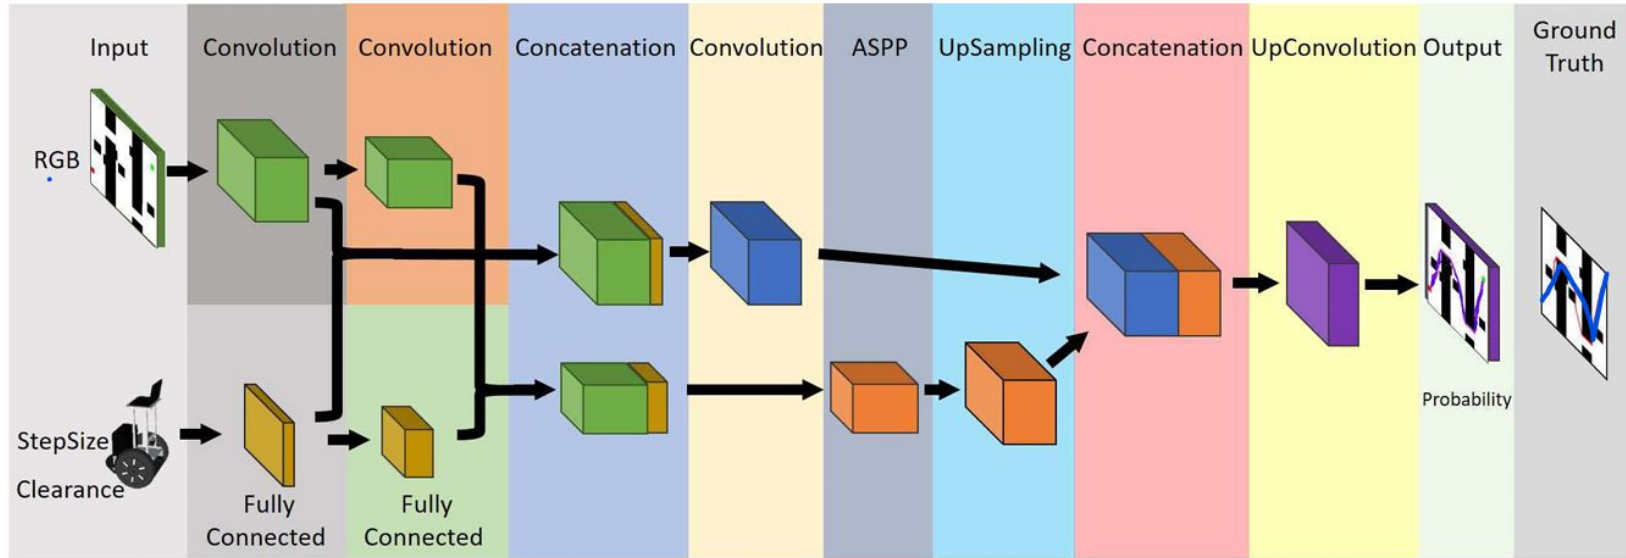 Input
Convolution
Convolution
Concatenation
Convolution
ASPP
UpSampling
Concatenation
UpConvolution
Output
Ground
Truth
RGB
StepSize
Clearance
Fully
Connected
Fully
Connected
Probability